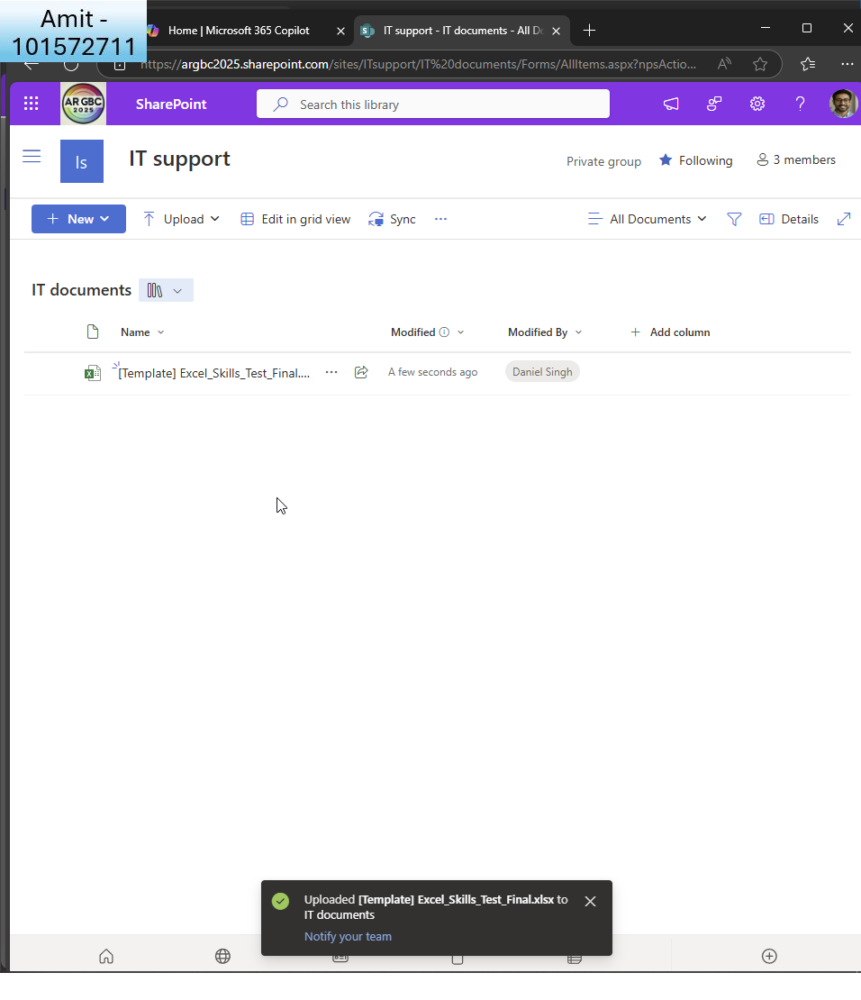 Amit -
101572711
Home | Microsoft 365 Copilot
IT support - IT documents - All Do
https://argbc2025.sharepoint.com/sites/ITsupport/IT%20documents/Forms/AllItems.aspx?npsActio...
AR GBC
2025
SharePoint
Search this library
Is
IT support
Private group
Following
3 members
New
Upload
Edit in grid view
Sync
All Documents
Details
IT documents
Name
Modified
Modified By
Add column
[Template] Excel_Skills_Test_Final....
A few seconds ago
Daniel Singh
Uploaded [Template] Excel_Skills_Test_Final.xlsx to
IT documents
Notify your team